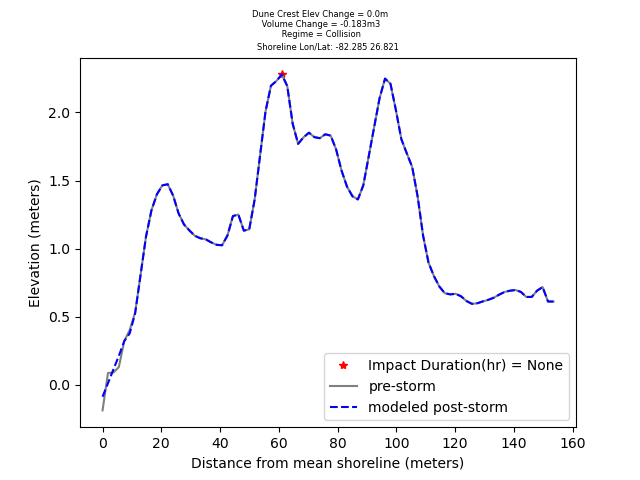 Dune Crest Elev Change = 0.0m
Volume Change = -0.183m3
Regime = Collision
Shoreline Lon/Lat: -82.285 26.821
Elevation (meters)
2.0
1.5
1.0
0.5
0.0
Impact Duration(hr) = None
pre-storm
modeled post-storm
0 20 40 60 80 100 120 140 160
Distance from mean shoreline (meters)